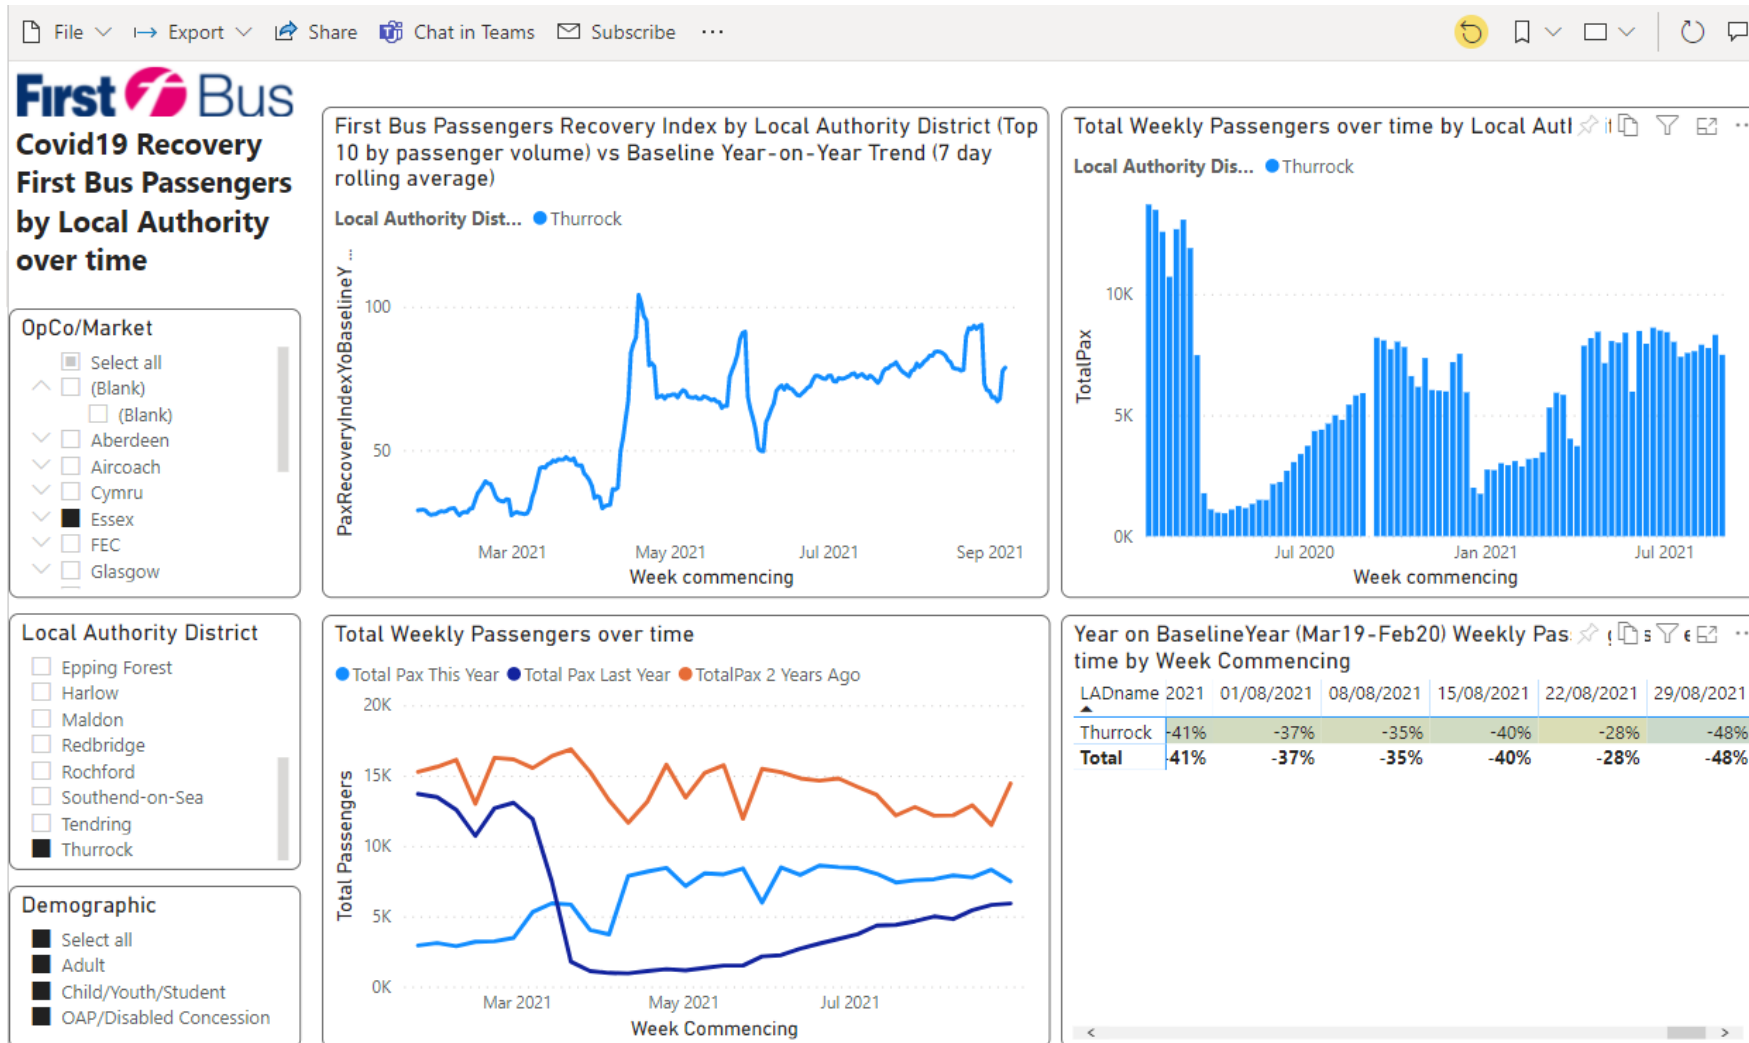 File
Export
Share
Chat in Teams
Subscribe
First Bus
Covid19 Recovery
First Bus Passengers
by Local Authority
over time
OpCo/Market
Select all
(Blank)
(Blank)
Aberdeen
Aircoach
Cymru
Essex
FEC
Glasgow
Local Authority District
Epping Forest
Harlow
Maldon
Redbridge
Rochford
Southend-on-Sea
Tendring
Thurrock
Demographic
Select all
Adult
Child/Youth/Student
OAP/Disabled Concession
First Bus Passengers Recovery Index by Local Authority District (Top
10 by passenger volume) vs Baseline Year-on-Year Trend (7 day
rolling average)
Local Authority Dist... Thurrock
PaxRecoveryIndexYoBaselineY ...
100
50
Mar 2021 May 2021 Jul 2021 Sep 2021
Week commencing
Total Weekly Passengers over time by Local
Local Authority Dis... Thurrock
TotalPax
10K
5K
0K
Jul 2020 Jan 2021 Jul 2021
Week commencing
Total Weekly Passengers over time
Total Pax This Year Total Pax Last Year TotalPax 2 Years Ago
Total Passengers
20K
15K
10K
5K
0K
Mar 2021 May 2021 Jul 2021
Week Commencing
Year on BaselineYear (Mar19-Feb20) Weekly Pas
time by Week Commencing
LADname 2021 01/08/2021 08/08/2021 15/08/2021 22/08/2021 29/08/2021
Thurrock -41% -37% -35% -40% -28% -48%
Total -41% -37% -35% -40% -28% -48%